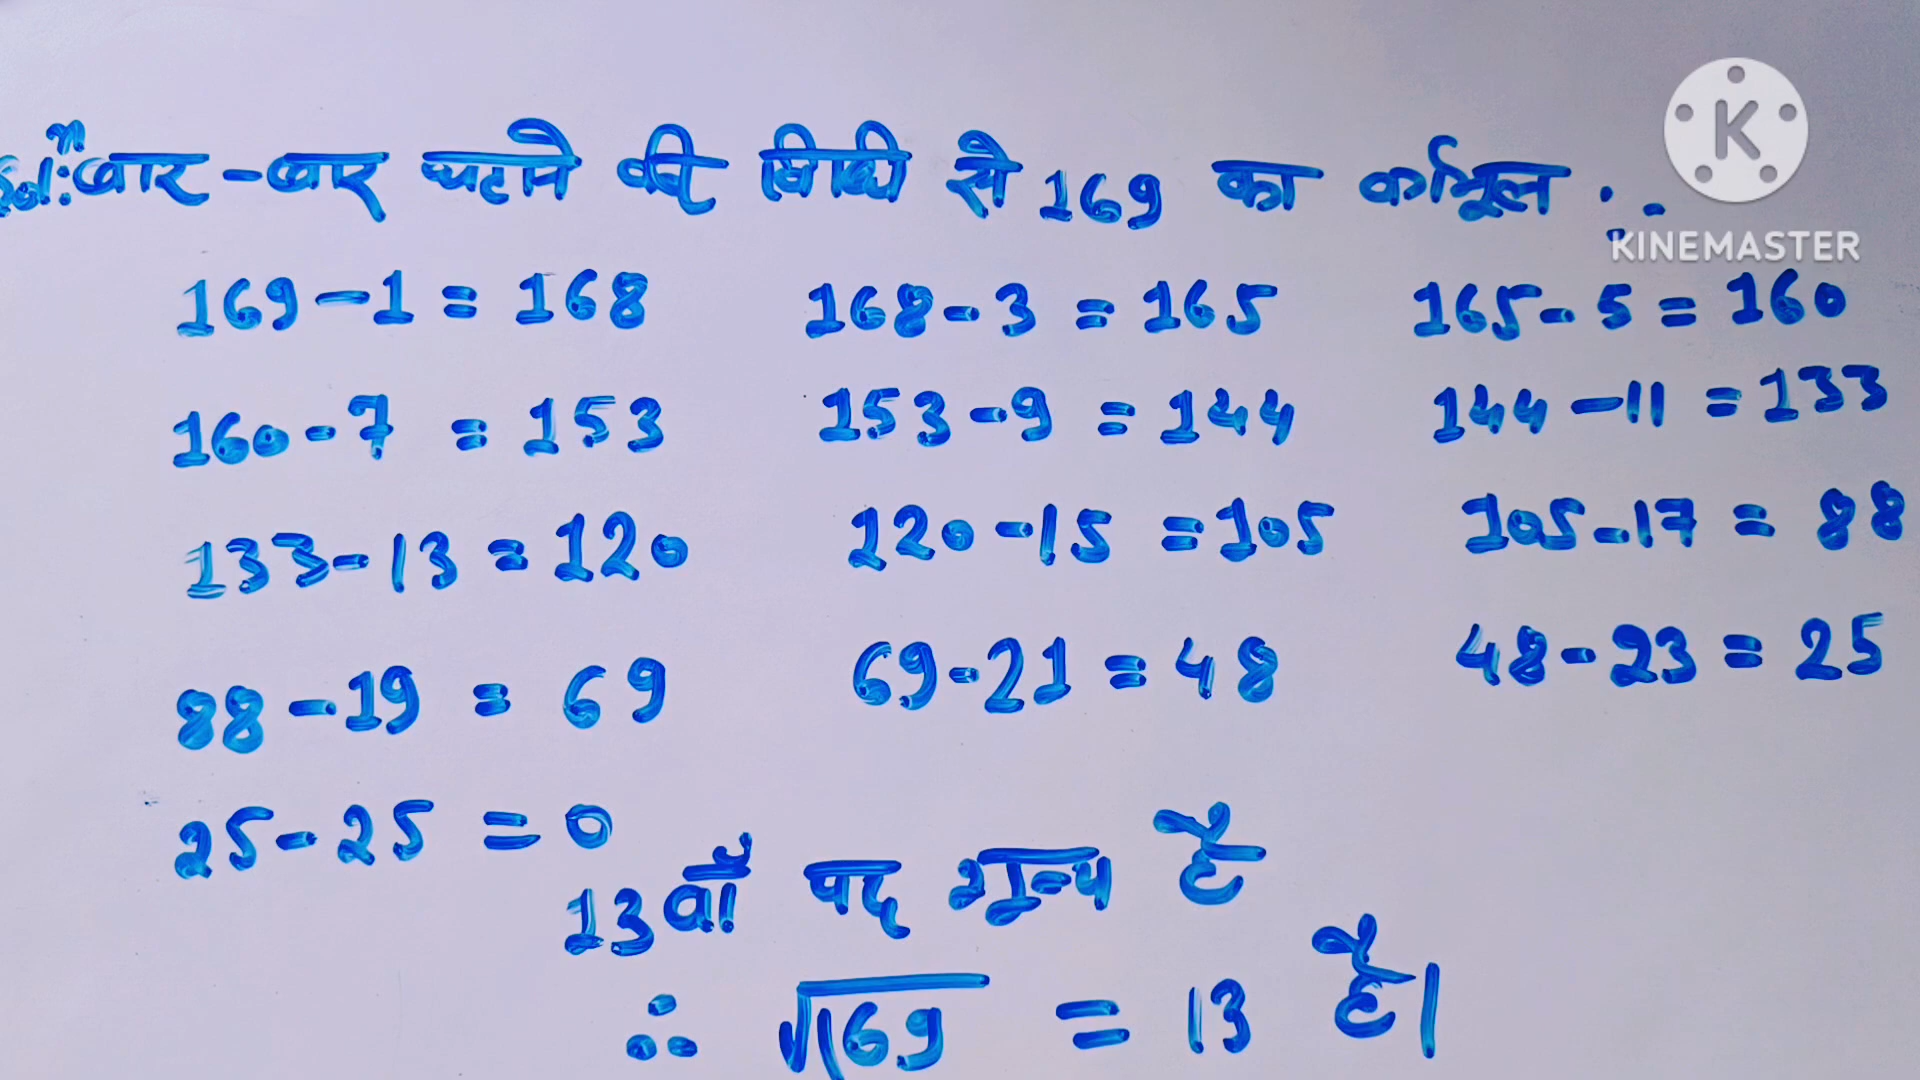 Solⁿ: बार-बार घटाने की विधि से 169 का वर्गमूल :-
KINEMASTER
169-1 = 168 168-3 = 165 165-5 = 160
160-7 = 153 153-9 = 144 144-11 = 133
133-13 = 120 120-15 = 105 105-17 = 88
88-19 = 69 69-21 = 48 48-23 = 25
25-25 = 0
13वाँ पद शून्य है
∴ √169 = 13 है।